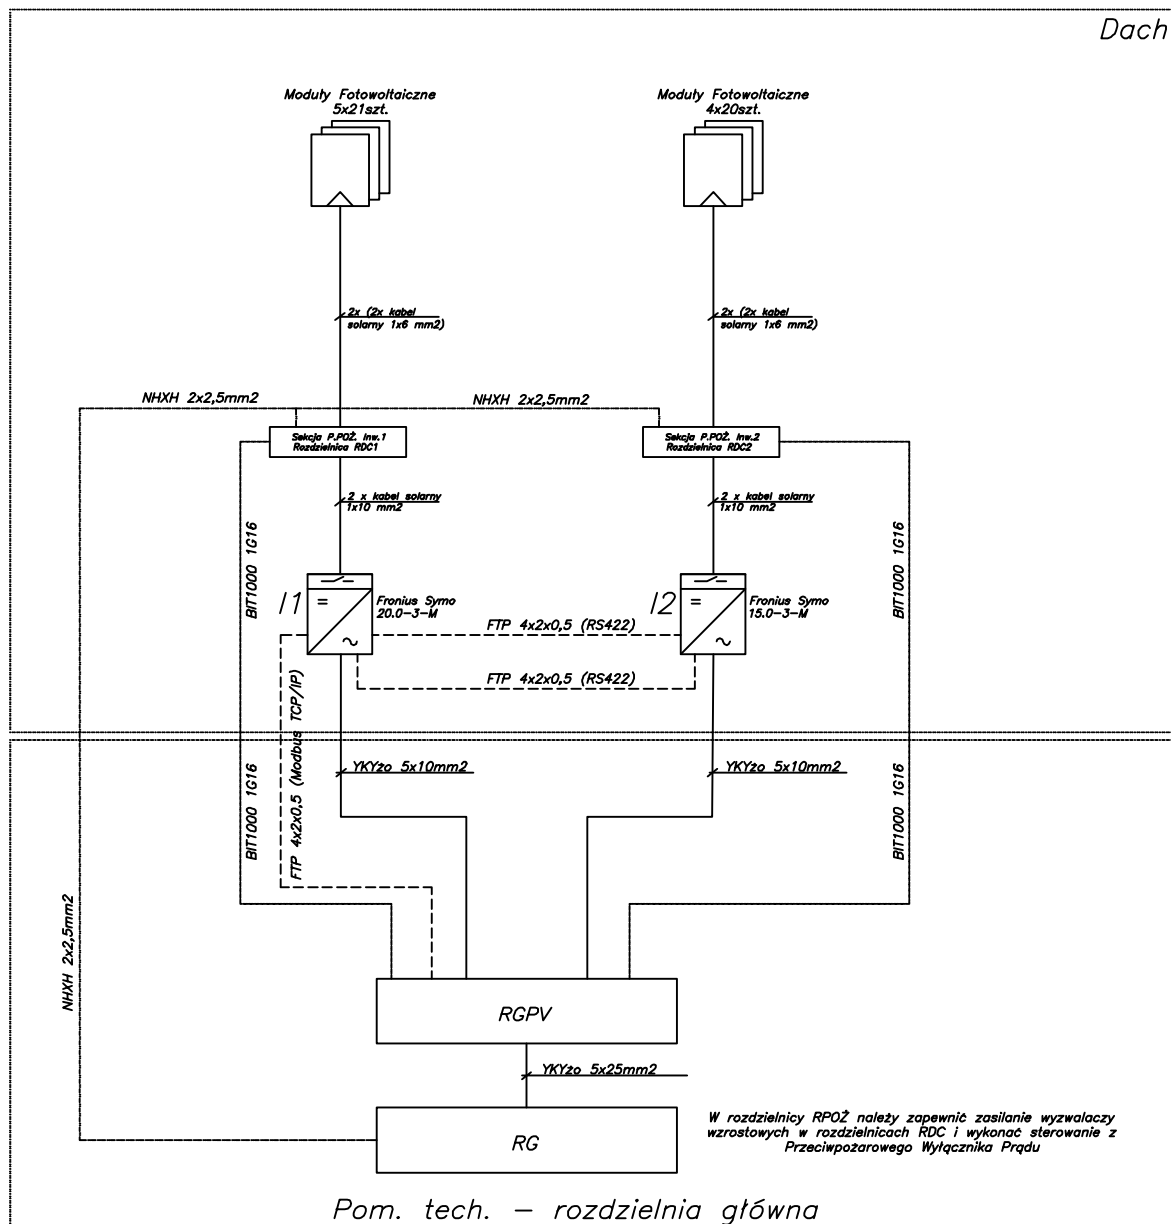 Dach
Moduły Fotowoltaiczne
5x21szt.
Moduły Fotowoltaiczne
4x20szt.
2x (2x kabel
solarny 1x6 mm2)
2x (2x kabel
solarny 1x6 mm2)
NHXH 2x2,5mm2
NHXH 2x2,5mm2
Sekcja P.POŻ. Inw.1
Rozdzielnica RDC1
Sekcja P.POŻ. Inw.2
Rozdzielnica RDC2
2 x kabel solarny
1x10 mm2
2 x kabel solarny
1x10 mm2
BIT1000 1G16
BIT1000 1G16
I1
=
~
Fronius Symo
20.0-3-M
I2
=
~
Fronius Symo
15.0-3-M
FTP 4x2x0,5 (RS422)
FTP 4x2x0,5 (RS422)
FTP 4x2x0,5 (Modbus TCP/IP)
YKYżo 5x10mm2
YKYżo 5x10mm2
BIT1000 1G16
BIT1000 1G16
NHXH 2x2,5mm2
RGPV
YKYżo 5x25mm2
RG
W rozdzielnicy RPOŻ należy zapewnić zasilanie wyzwalaczy
wzrostowych w rozdzielnicach RDC i wykonać sterowanie z
Przeciwpożarowego Wyłącznika Prądu
Pom. tech. – rozdzielnia główna